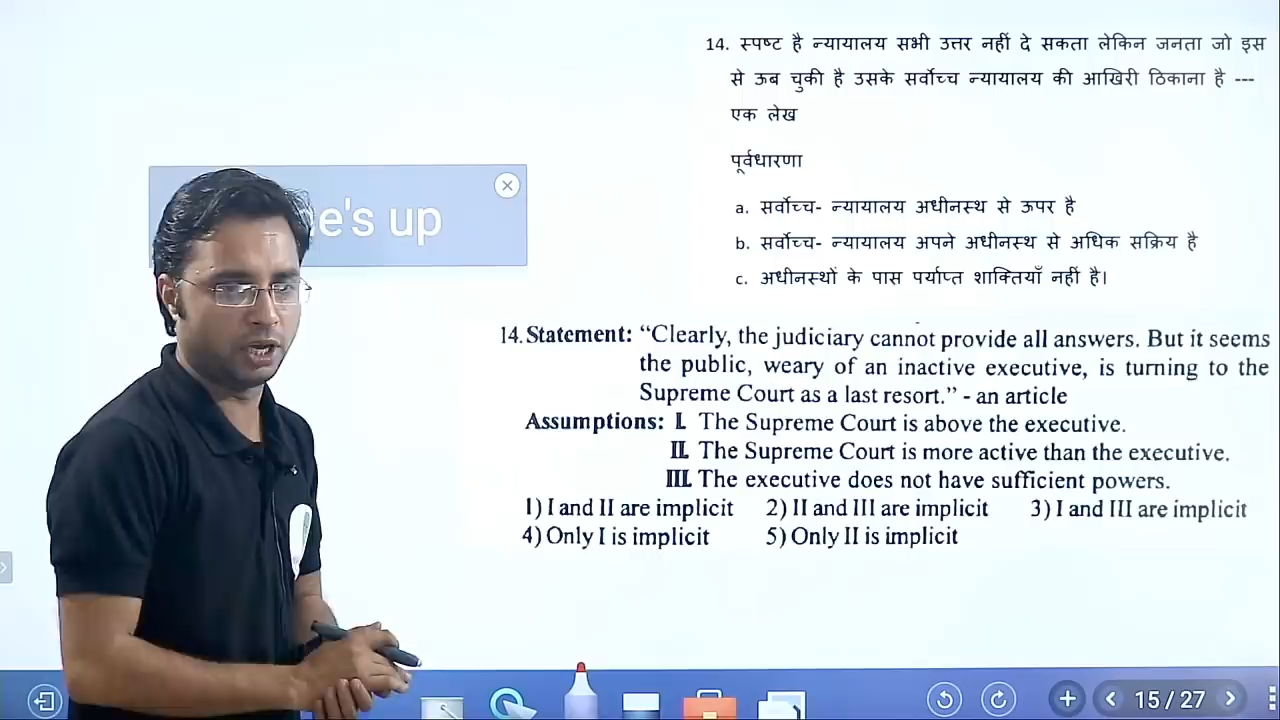 14. स्पष्ट है न्यायालय सभी उत्तर नहीं दे सकता लेकिन जनता जो इस
से ऊब चुकी है उसके सर्वोच्च न्यायालय की आखिरी ठिकाना है ---
एक लेख
पूर्वधारणा
a. सर्वोच्च- न्यायालय अधीनस्थ से ऊपर है
b. सर्वोच्च- न्यायालय अपने अधीनस्थ से अधिक सक्रिय है
c. अधीनस्थों के पास पर्याप्त शाक्तियाँ नहीं है।
up
14. Statement: “Clearly, the judiciary cannot provide all answers. But it seems
the public, weary of an inactive executive, is turning to the
Supreme Court as a last resort.” - an article
Assumptions: I. The Supreme Court is above the executive.
II. The Supreme Court is more active than the executive.
III. The executive does not have sufficient powers.
1) I and II are implicit 2) II and III are implicit 3) I and III are implicit
4) Only I is implicit 5) Only II is implicit
15 / 27